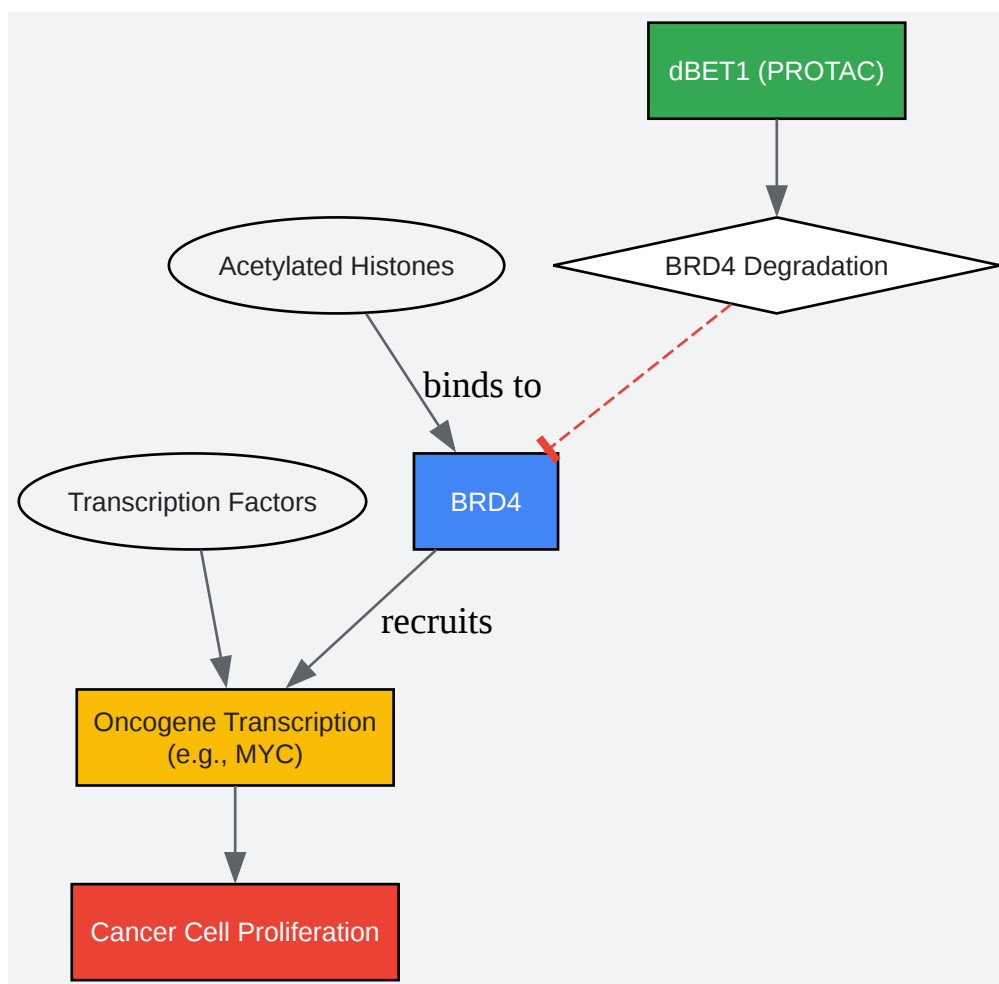 dBET1 (PROTAC)
Acetylated Histones
BRD4 Degradation
binds to
Transcription Factors
BRD4
recruits
Oncogene Transcription
(e.g., MYC)
Cancer Cell Proliferation